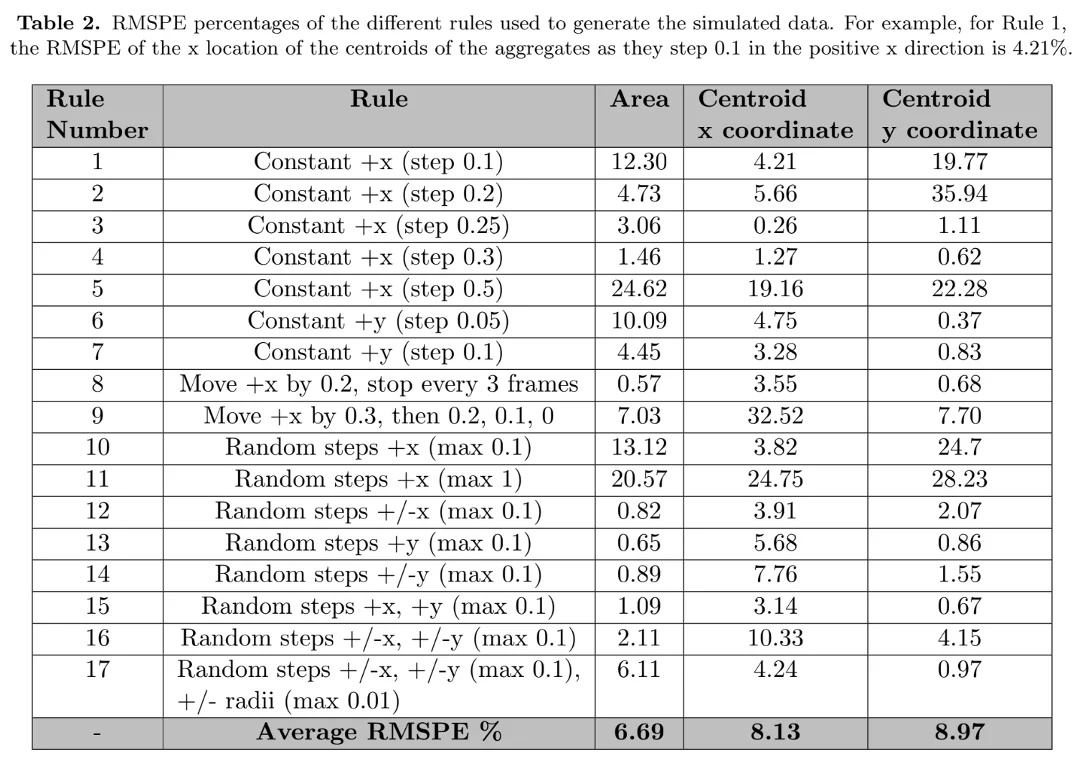 Table 2. RMSPE percentages of the different rules used to generate the simulated data. For example, for Rule 1,
the RMSPE of the x location of the centroids of the aggregates as they step 0.1 in the positive x direction is 4.21%.
Rule Number Rule Area Centroid x coordinate Centroid y coordinate
1 Constant +x (step 0.1) 12.30 4.21 19.77
2 Constant +x (step 0.2) 4.73 5.66 35.94
3 Constant +x (step 0.25) 3.06 0.26 1.11
4 Constant +x (step 0.3) 1.46 1.27 0.62
5 Constant +x (step 0.5) 24.62 19.16 22.28
6 Constant +y (step 0.05) 10.09 4.75 0.37
7 Constant +y (step 0.1) 4.45 3.28 0.83
8 Move +x by 0.2, stop every 3 frames 0.57 3.55 0.68
9 Move +x by 0.3, then 0.2, 0.1, 0 7.03 32.52 7.70
10 Random steps +x (max 0.1) 13.12 3.82 24.7
11 Random steps +x (max 1) 20.57 24.75 28.23
12 Random steps +/-x (max 0.1) 0.82 3.91 2.07
13 Random steps +y (max 0.1) 0.65 5.68 0.86
14 Random steps +/-y (max 0.1) 0.89 7.76 1.55
15 Random steps +x, +y (max 0.1) 1.09 3.14 0.67
16 Random steps +/-x, +/-y (max 0.1) 2.11 10.33 4.15
17 Random steps +/-x, +/-y (max 0.1), 6.11 4.24 0.97
+/- radii (max 0.01)
- Average RMSPE % 6.69 8.13 8.97